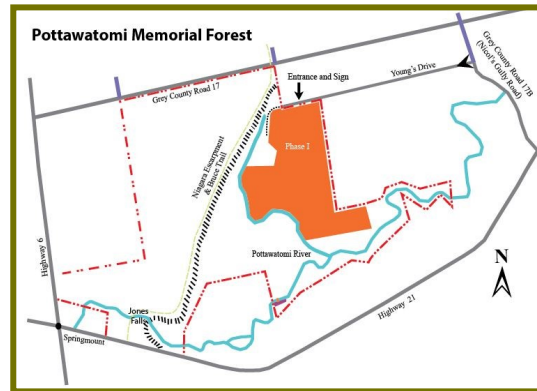 Pottawatomi Memorial Forest
Grey County Road 17B
(Nicol's Gully Road)
Entrance and Sign
Young's Drive
Grey County Road 17
Phase I
Niagara Escarpment
& Bruce Trail
Pottawatomi River
Highway 6
N
Jones
Falls
Highway 21
Springmount